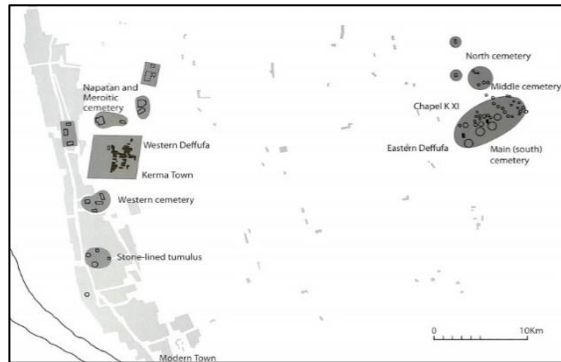 North cemetery
Napatan and
Meroitic
cemetery
Middle cemetery
Chapel K XI
Western Deffufa
Eastern Deffufa
Main (south)
cemetery
Kerma Town
Western cemetery
Stone-lined tumulus
0
10Km
Modern Town